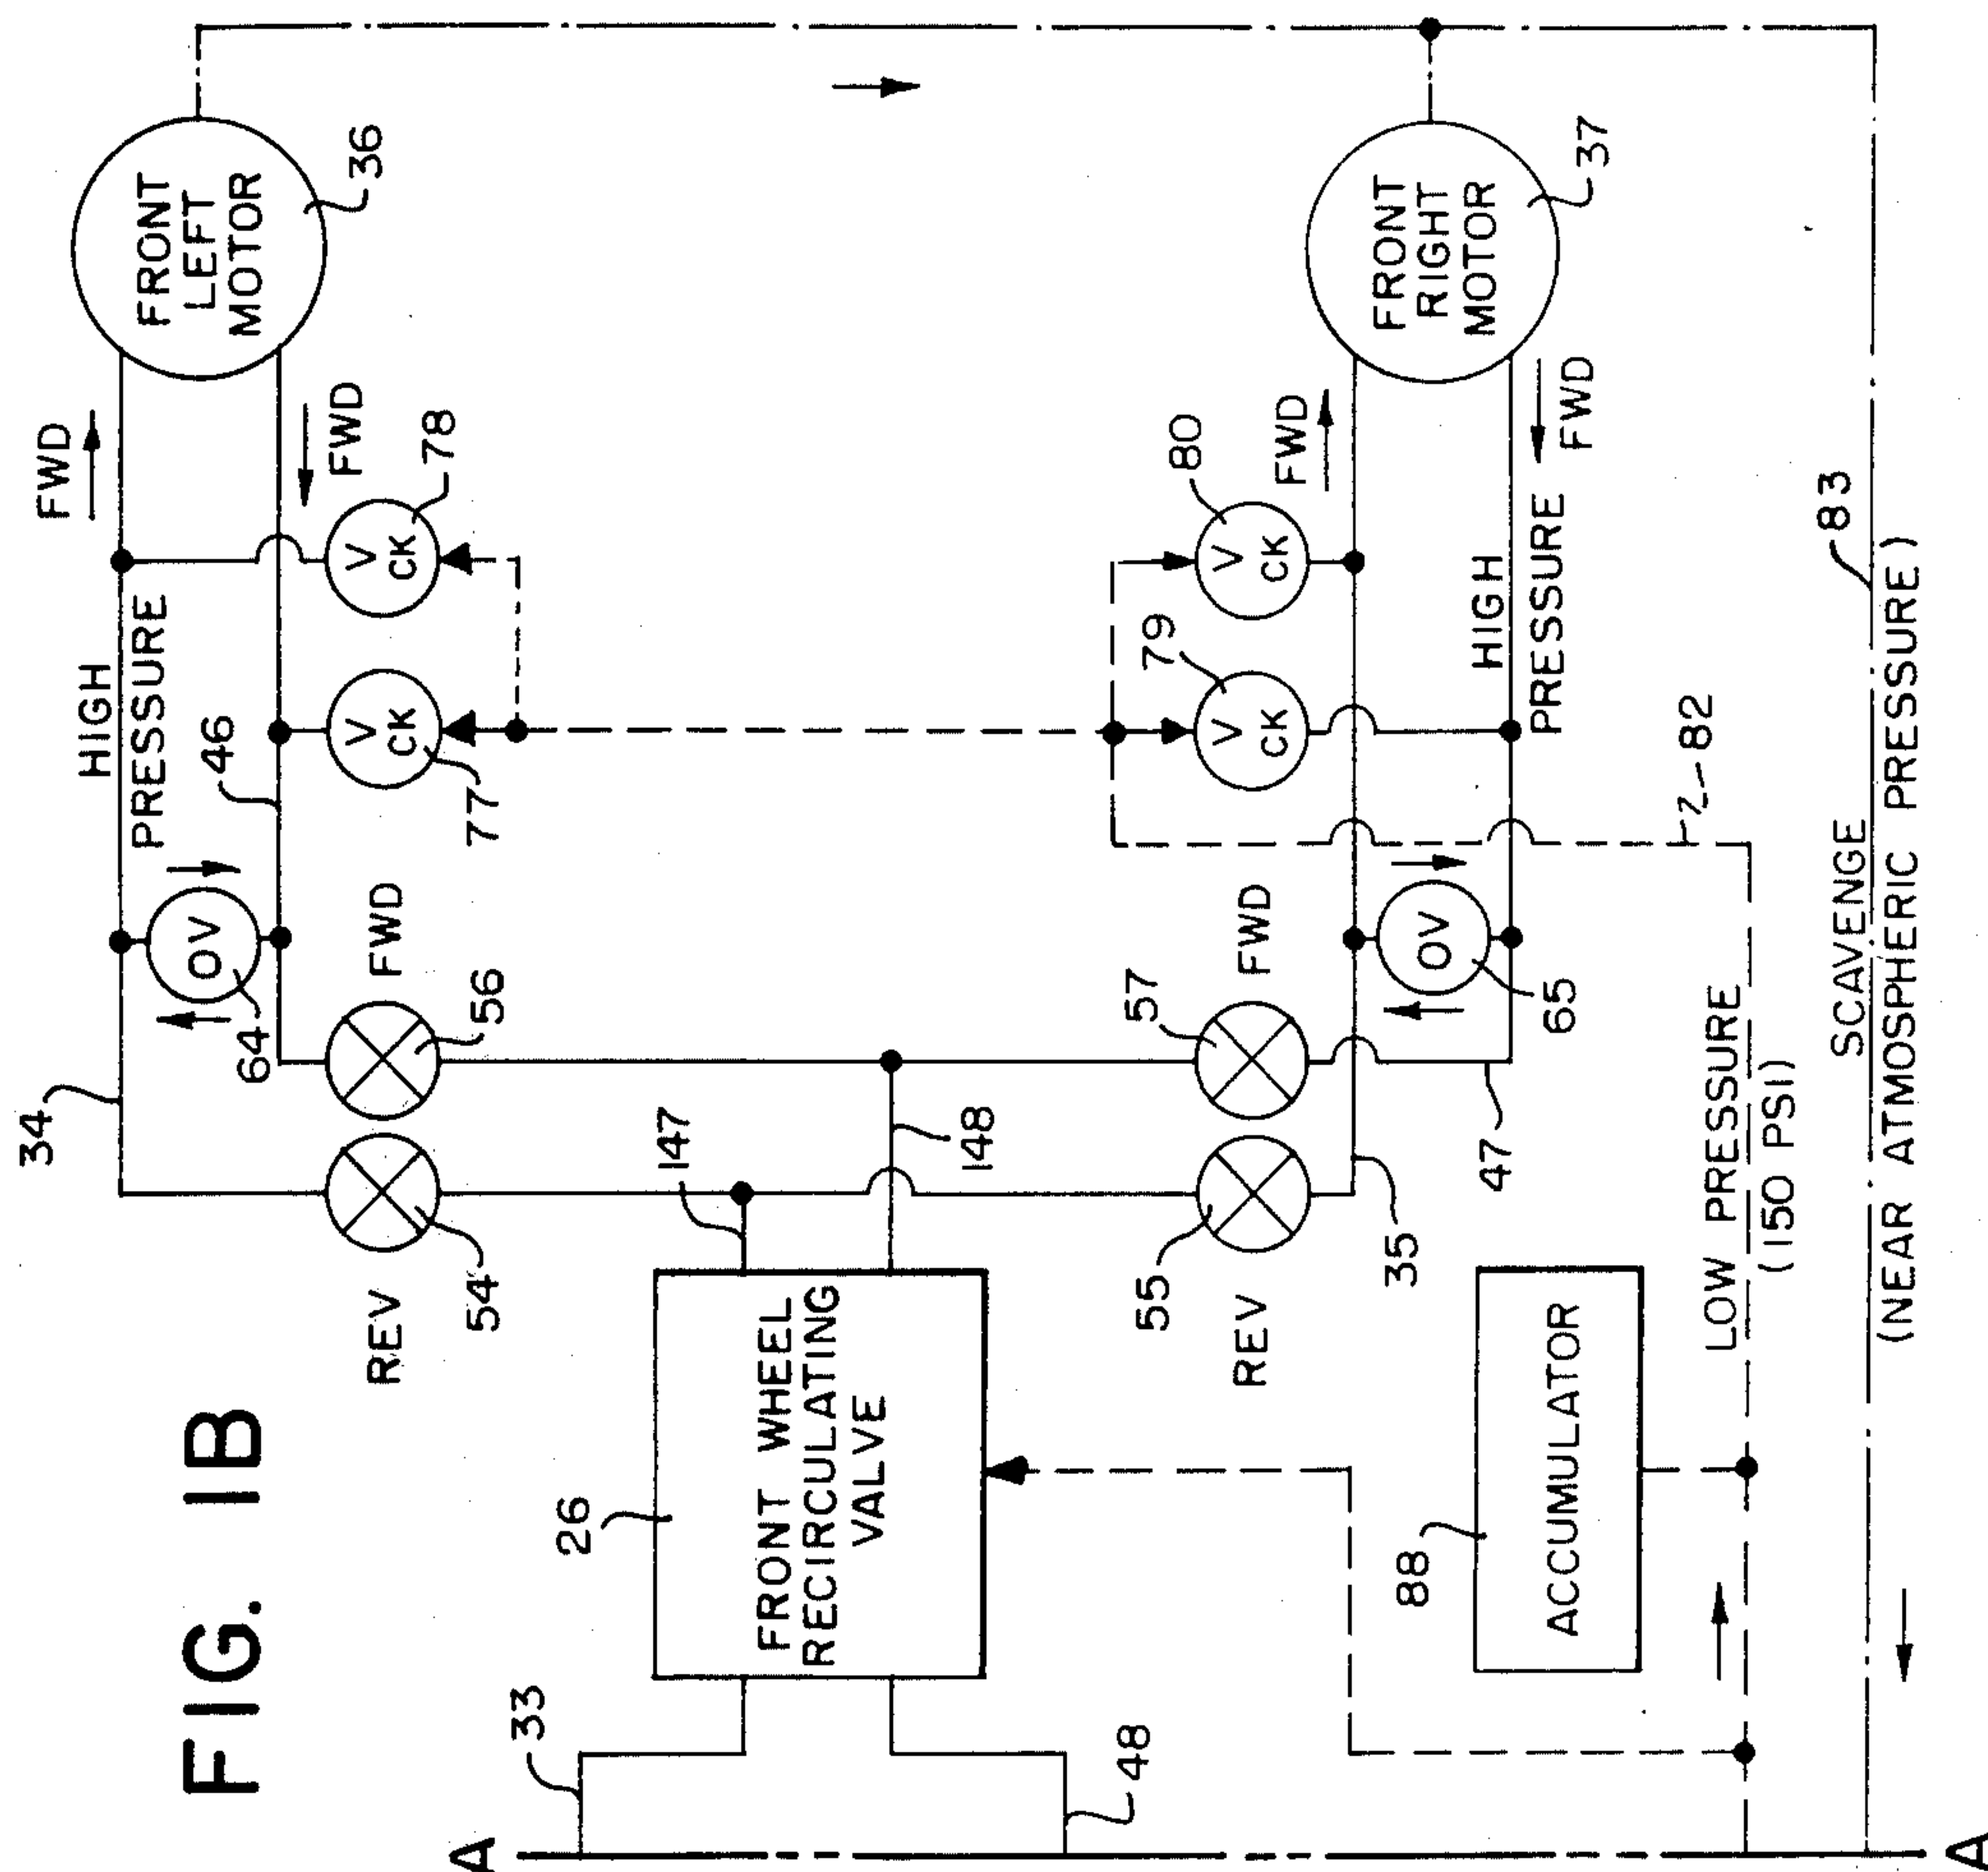 FIG. 1B
34
FWD
HIGH
PRESSURE
46
FRONT
LEFT
MOTOR
36
64
OV
FWD
REV
54
56
FWD
V
CK
77
V
CK
78
147
148
26
FRONT WHEEL
RECIRCULATING
VALVE
33
48
A
REV
55
57
FWD
79
V
CK
80
V
CK
FWD
FRONT
RIGHT
MOTOR
37
35
47
OV
65
HIGH
PRESSURE
FWD
88
ACCUMULATOR
82
LOW PRESSURE
(150 PSI)
83
SCAVENGE
(NEAR ATMOSPHERIC PRESSURE)
A